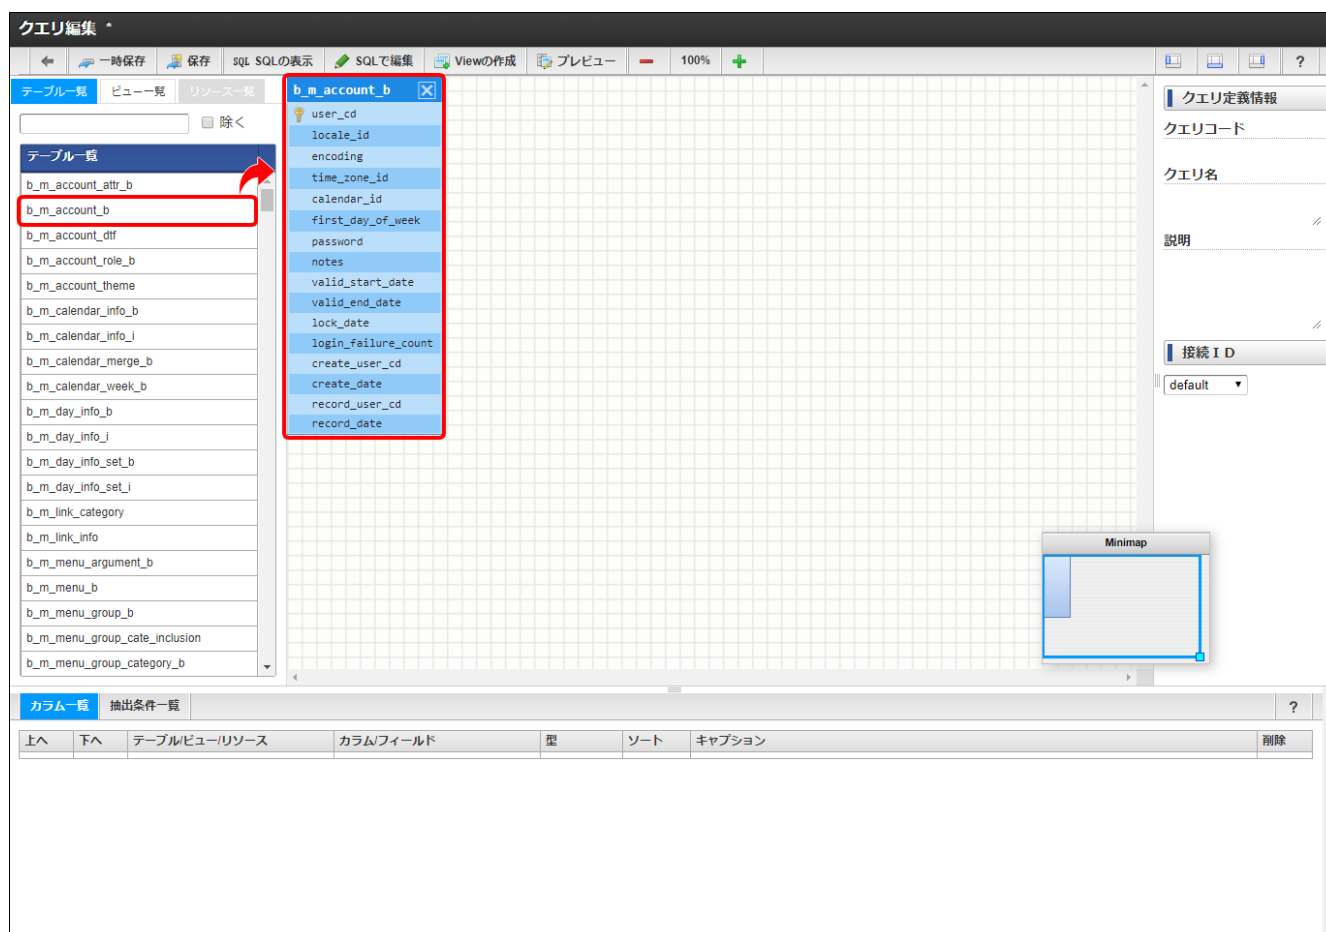 クエリ編集 *
一時保存 保存 SQL SQLの表示 SQLで編集 Viewの作成 プレビュー 100% ?
テーブル一覧 ビュー一覧 リソース一覧
除く
テーブル一覧
b_m_account_attr_b
b_m_account_b
b_m_account_dtf
b_m_account_role_b
b_m_account_theme
b_m_calendar_info_b
b_m_calendar_info_i
b_m_calendar_merge_b
b_m_calendar_week_b
b_m_day_info_b
b_m_day_info_i
b_m_day_info_set_b
b_m_day_info_set_i
b_m_link_category
b_m_link_info
b_m_menu_argument_b
b_m_menu_b
b_m_menu_group_b
b_m_menu_group_cate_inclusion
b_m_menu_group_category_b
b_m_account_b
user_cd
locale_id
encoding
time_zone_id
calendar_id
first_day_of_week
password
notes
valid_start_date
valid_end_date
lock_date
login_failure_count
create_user_cd
create_date
record_user_cd
record_date
Minimap
クエリ定義情報
クエリコード
クエリ名
説明
接続ＩＤ
default
カラム一覧 抽出条件一覧 ?
上へ 下へ テーブル/ビュー/リソース カラム/フィールド 型 ソート キャプション 削除